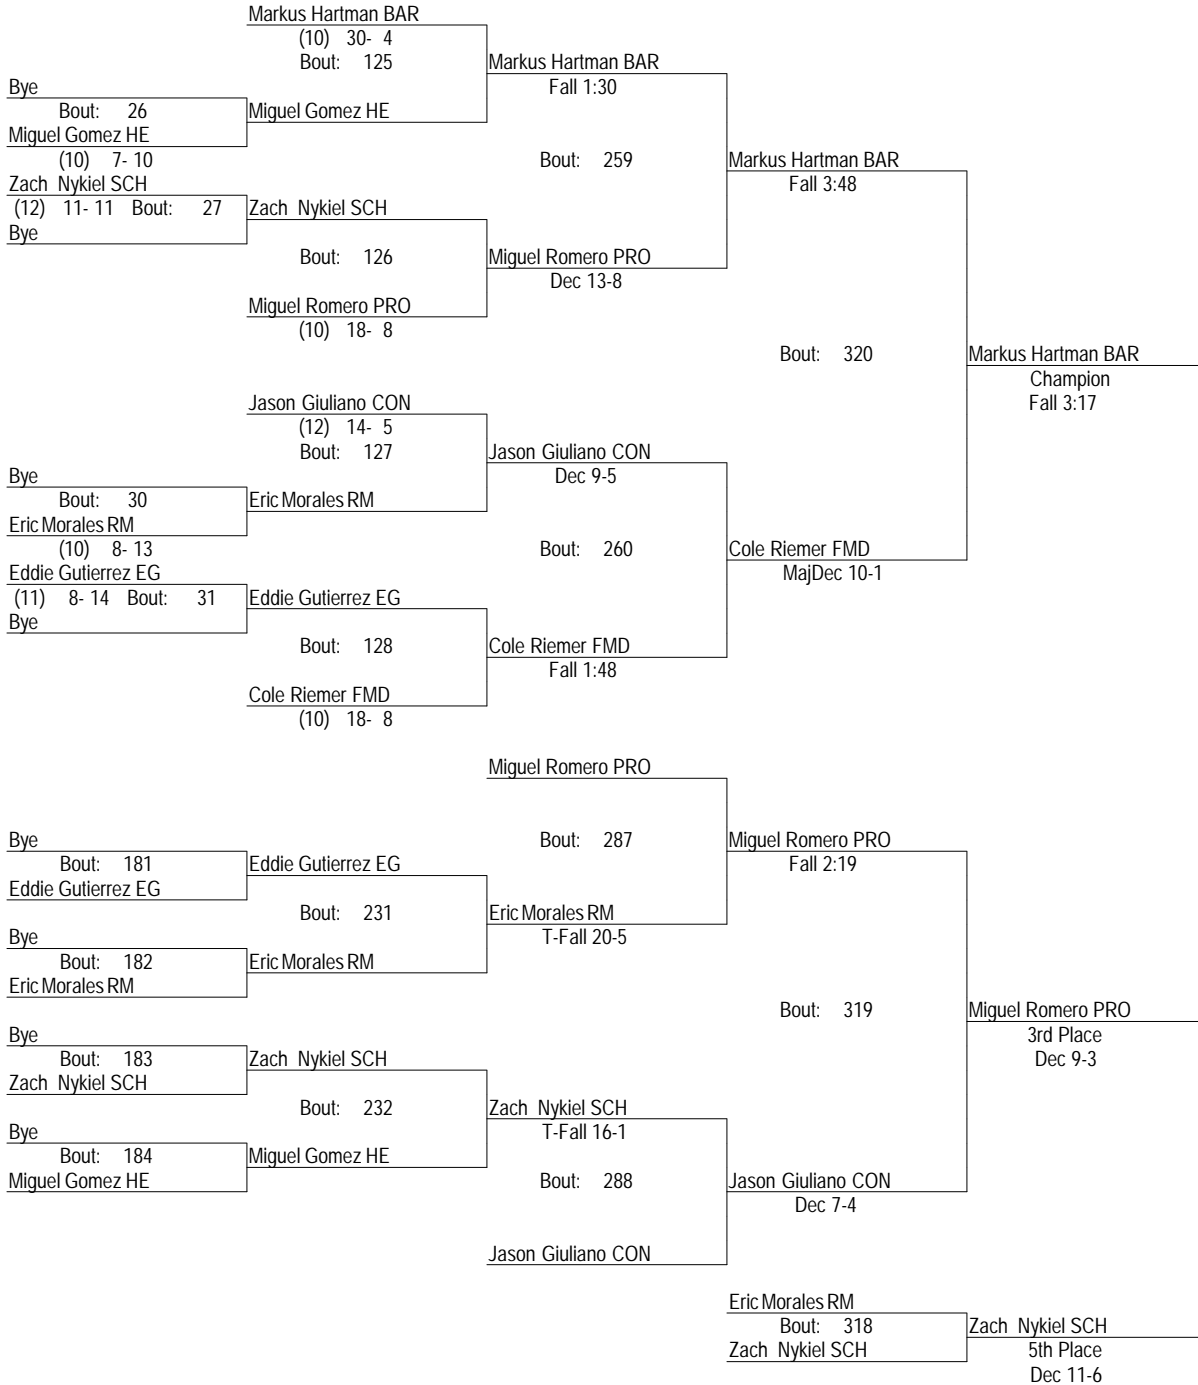 Markus Hartman BAR
(10) 30- 4
Bout: 125
Markus Hartman BAR
Fall 1:30
Bye
Bout: 26
Miguel Gomez HE
Miguel Gomez HE
(10) 7- 10
Bout: 259
Markus Hartman BAR
Fall 3:48
Zach Nykiel SCH
(12) 11- 11 Bout: 27
Zach Nykiel SCH
Bye
Bout: 126
Miguel Romero PRO
Dec 13-8
Miguel Romero PRO
(10) 18- 8
Bout: 320
Markus Hartman BAR
Champion
Fall 3:17
Jason Giuliano CON
(12) 14- 5
Bout: 127
Jason Giuliano CON
Dec 9-5
Bye
Bout: 30
Eric Morales RM
Eric Morales RM
(10) 8- 13
Bout: 260
Cole Riemer FMD
MajDec 10-1
Eddie Gutierrez EG
(11) 8- 14 Bout: 31
Eddie Gutierrez EG
Bye
Bout: 128
Cole Riemer FMD
Fall 1:48
Cole Riemer FMD
(10) 18- 8
Miguel Romero PRO
Bout: 287
Miguel Romero PRO
Fall 2:19
Bye
Bout: 181
Eddie Gutierrez EG
Eddie Gutierrez EG
Bout: 231
Eric Morales RM
T-Fall 20-5
Bye
Bout: 182
Eric Morales RM
Eric Morales RM
Bout: 319
Miguel Romero PRO
3rd Place
Dec 9-3
Bye
Bout: 183
Zach Nykiel SCH
Zach Nykiel SCH
Bout: 232
Zach Nykiel SCH
T-Fall 16-1
Bye
Bout: 184
Miguel Gomez HE
Miguel Gomez HE
Bout: 288
Jason Giuliano CON
Dec 7-4
Jason Giuliano CON
Eric Morales RM
Bout: 318
Zach Nykiel SCH
Zach Nykiel SCH
5th Place
Dec 11-6